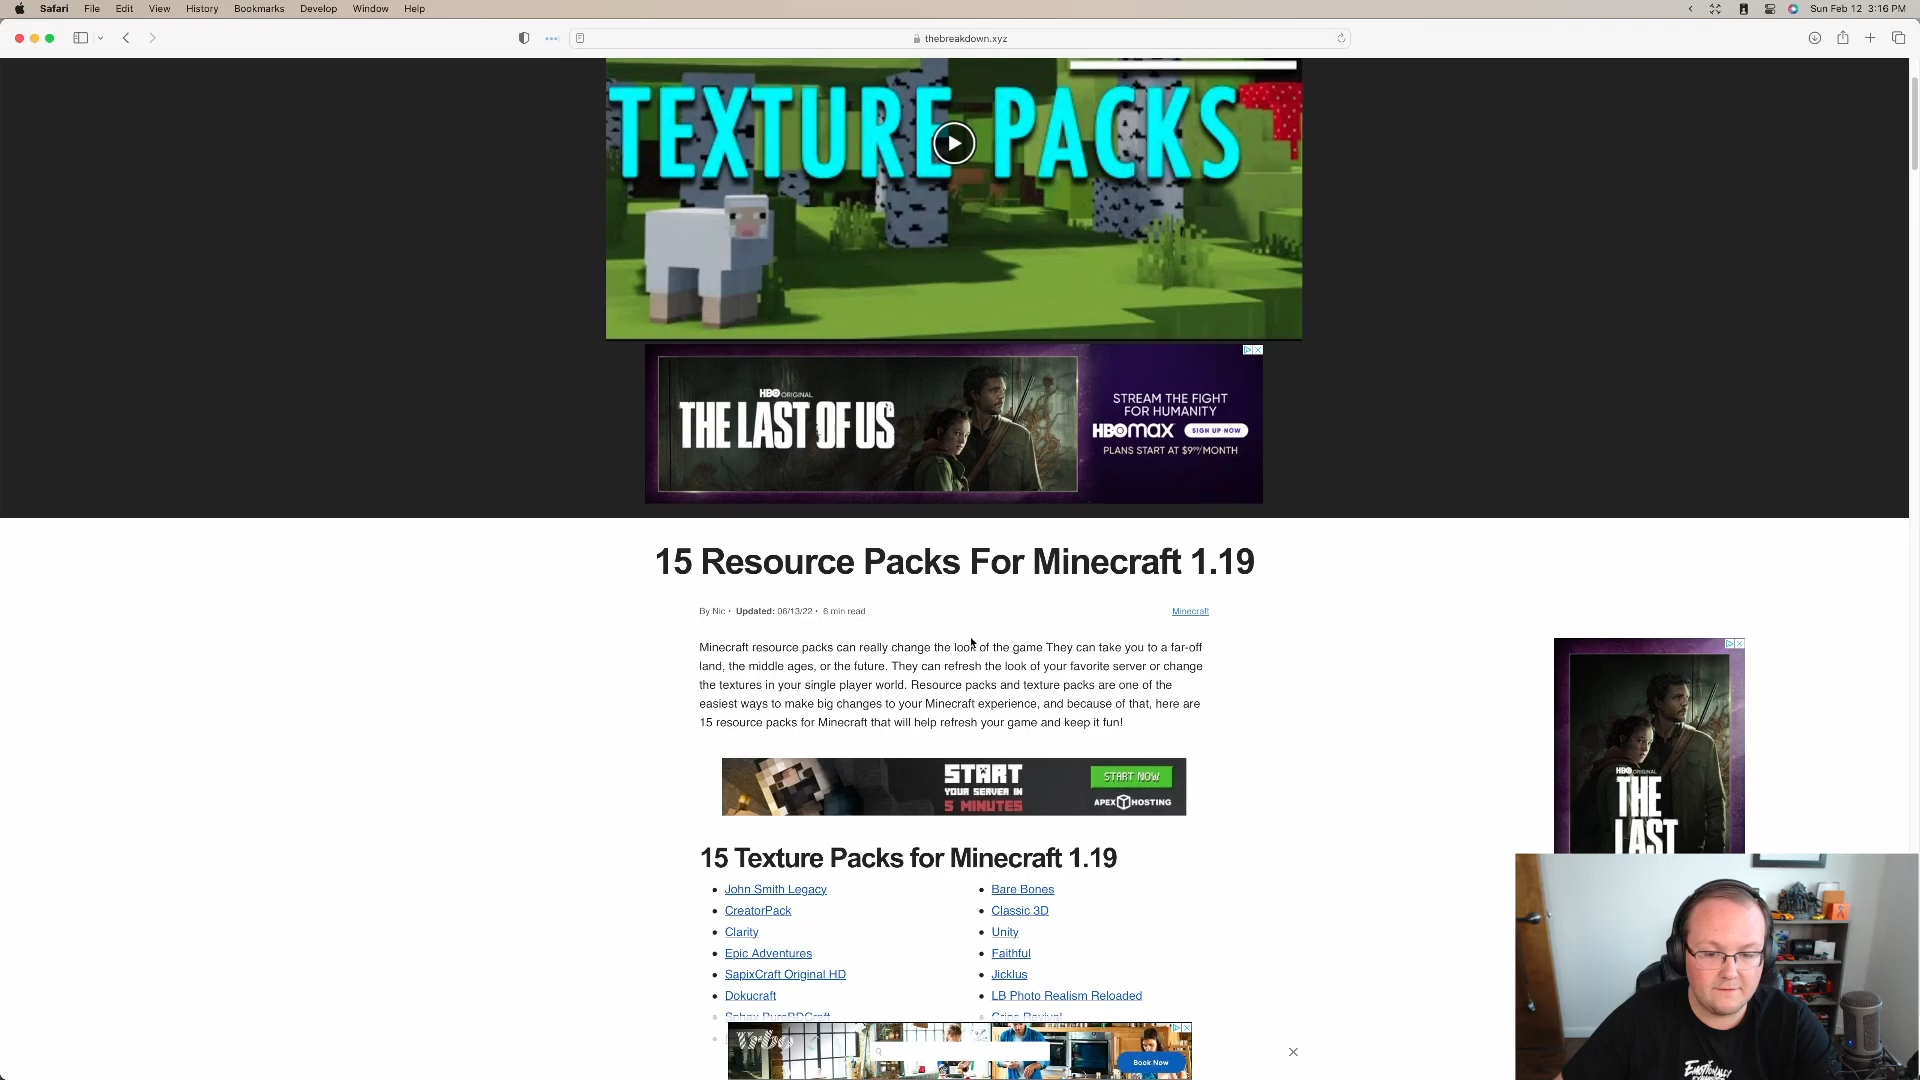 Safari File Edit View History Bookmarks Develop Window Help
Sun Feb 12 3:16 PM
thebreakdown.xyz
TEXTURE PACKS
HBO ORIGINAL
THE LAST OF US
STREAM THE FIGHT
FOR HUMANITY
HBOMAX SIGN UP NOW
PLANS START AT $9⁹⁹/MONTH
15 Resource Packs For Minecraft 1.19
By Nic • Updated: 06/13/22 • 6 min read
Minecraft
Minecraft resource packs can really change the look of the game They can take you to a far-off
land, the middle ages, or the future. They can refresh the look of your favorite server or change
the textures in your single player world. Resource packs and texture packs are one of the
easiest ways to make big changes to your Minecraft experience, and because of that, here are
15 resource packs for Minecraft that will help refresh your game and keep it fun!
HBO ORIGINAL
THE
LAST
START
YOUR SERVER IN
5 MINUTES
START NOW
APEX HOSTING
15 Texture Packs for Minecraft 1.19
• John Smith Legacy
• CreatorPack
• Clarity
• Epic Adventures
• SapixCraft Original HD
• Dokucraft
• Sphax PureBDCraft
• Bare Bones
• Classic 3D
• Unity
• Faithful
• Jicklus
• LB Photo Realism Reloaded
Vrbo
Book Now
EMOTIONALLY